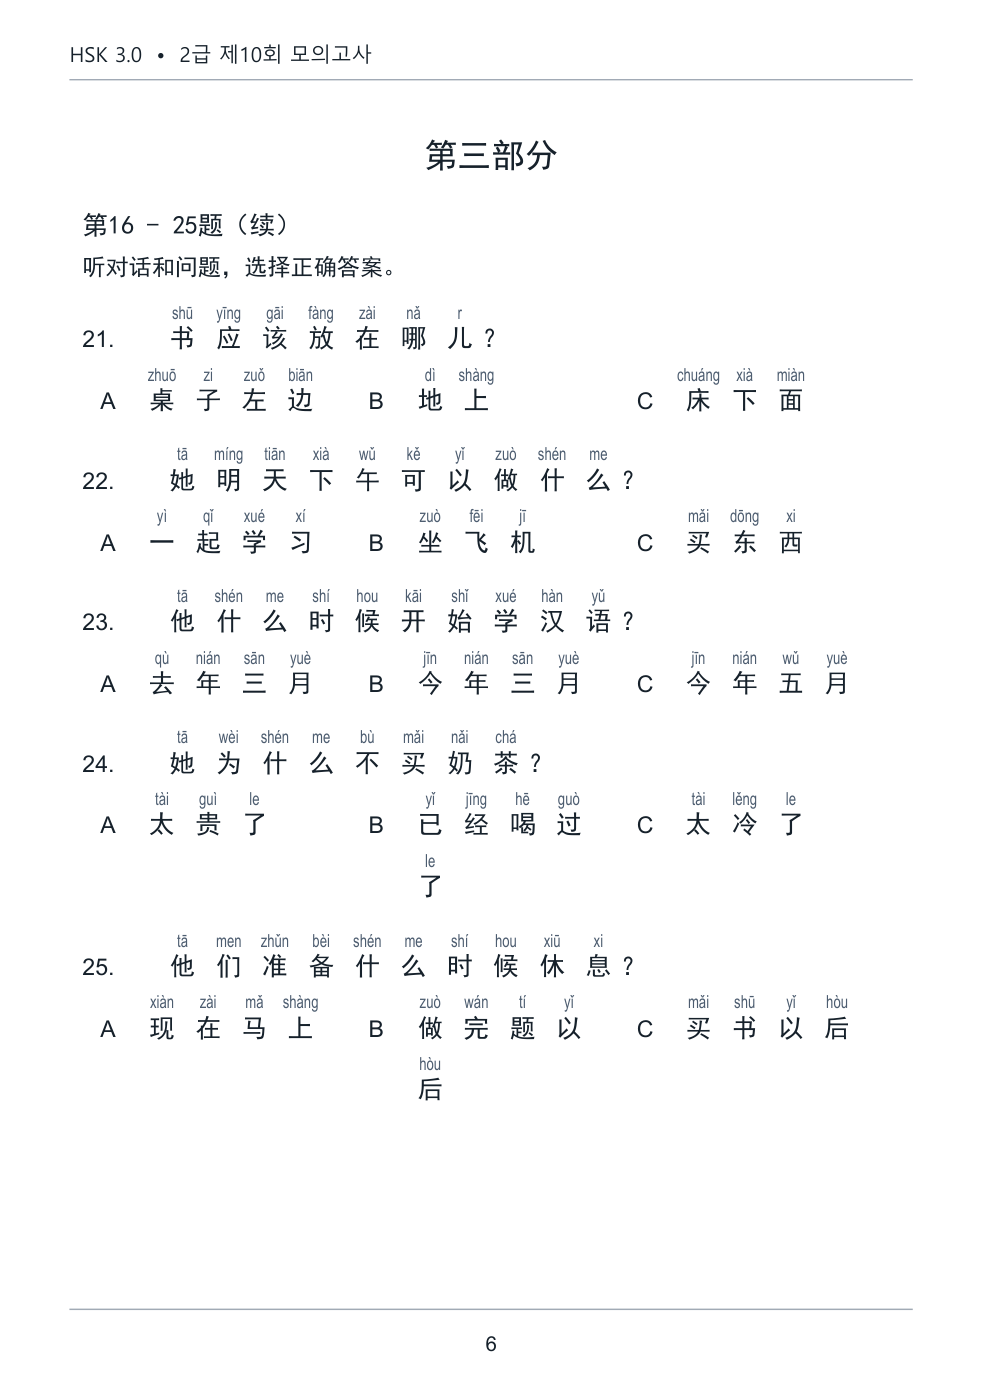 HSK 3.0 • 2급 제10회 모의고사
第三部分
第16 － 25题（续）
听对话和问题，选择正确答案。
shū yīng gāi fàng zài nǎ r
21. 书应该放在哪儿？
zhuō zi zuǒ biān dì shàng chuáng xià miàn
A 桌子左边 B 地上 C 床下面
tā míng tiān xià wǔ kě yǐ zuò shén me
22. 她明天下午可以做什么？
yì qǐ xué xí zuò fēi jī mǎi dōng xi
A 一起学习 B 坐飞机 C 买东西
tā shén me shí hou kāi shǐ xué hàn yǔ
23. 他什么时候开始学汉语？
qù nián sān yuè jīn nián sān yuè jīn nián wǔ yuè
A 去年三月 B 今年三月 C 今年五月
tā wèi shén me bù mǎi nǎi chá
24. 她为什么不买奶茶？
tài guì le yǐ jīng hē guò tài lěng le
A 太贵了 B 已经喝过 C 太冷了
le
了
tā men zhǔn bèi shén me shí hou xiū xi
25. 他们准备什么时候休息？
xiàn zài mǎ shàng zuò wán tí yǐ mǎi shū yǐ hòu
A 现在马上 B 做完题以 C 买书以后
hòu
后
6